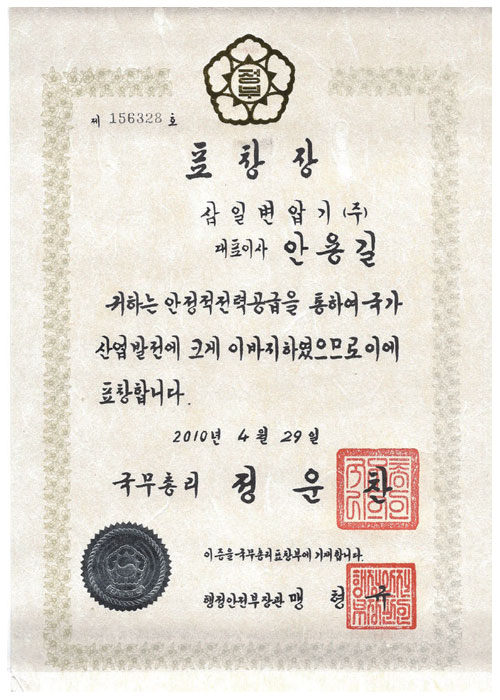 정부
제 156328 호
표창장
삼일변압기(주)
대표이사 안용길
귀하는 안정적전력공급을 통하여 국가
산업발전에 크게 이바지하였으므로 이에
표창합니다.
2010년 4월 29일
국무총리 정운찬
이 증을 국무총리표창부에 기재합니다.
행정안전부장관 맹형규